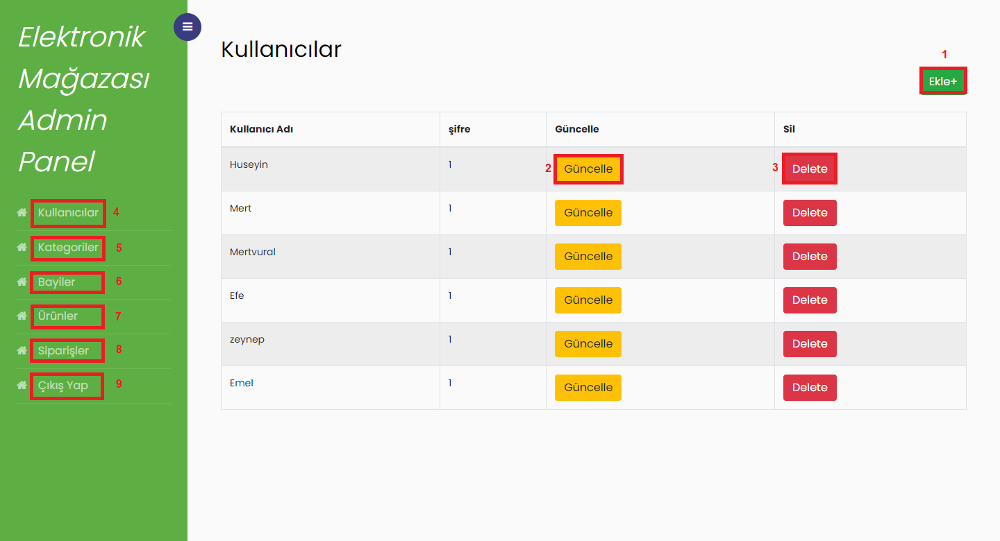 Elektronik
Mağazası
Admin
Panel
Kullanıcılar 4
Kategoriler 5
Bayiler 6
Ürünler 7
Siparişler 8
Çıkış Yap 9
Kullanıcılar
1
Ekle+
Kullanıcı Adı şifre Güncelle Sil
Huseyin 1 2 Güncelle 3 Delete
Mert 1 Güncelle Delete
Mertvural 1 Güncelle Delete
Efe 1 Güncelle Delete
zeynep 1 Güncelle Delete
Emel 1 Güncelle Delete